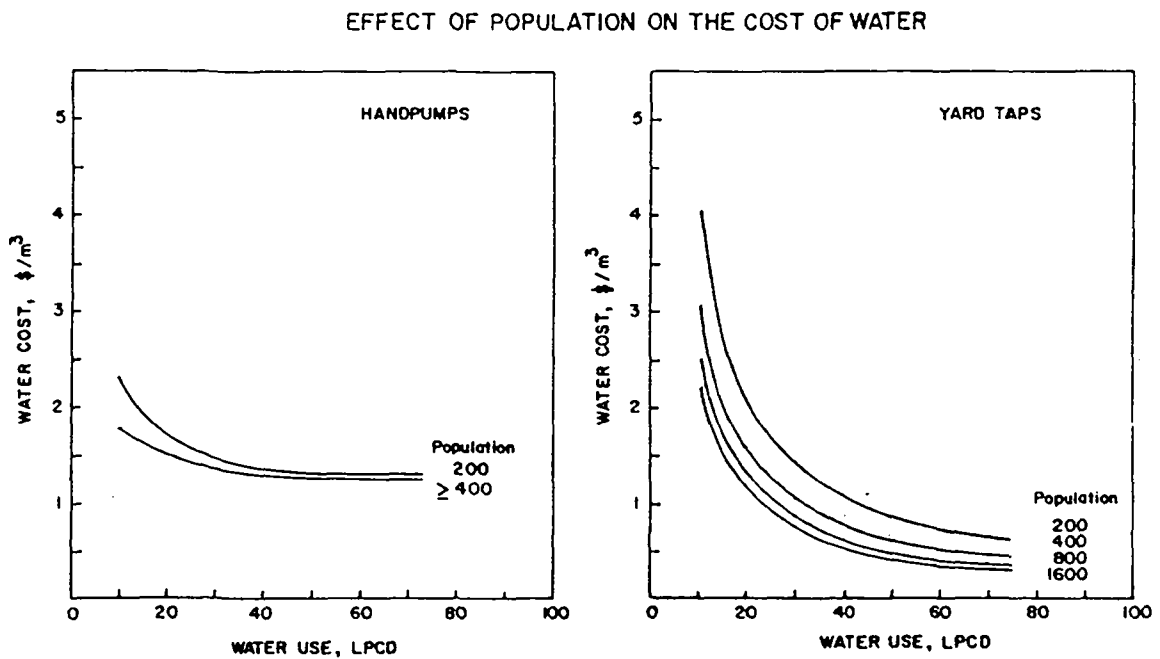 EFFECT OF POPULATION ON THE COST OF WATER
HANDPUMPS
5
4
3
2
1
WATER COST, $/m³
Population
200
≥ 400
0 20 40 60 80 100
WATER USE, LPCD
YARD TAPS
5
4
3
2
1
WATER COST, $/m³
Population
200
400
800
1600
0 20 40 60 80 100
WATER USE, LPCD